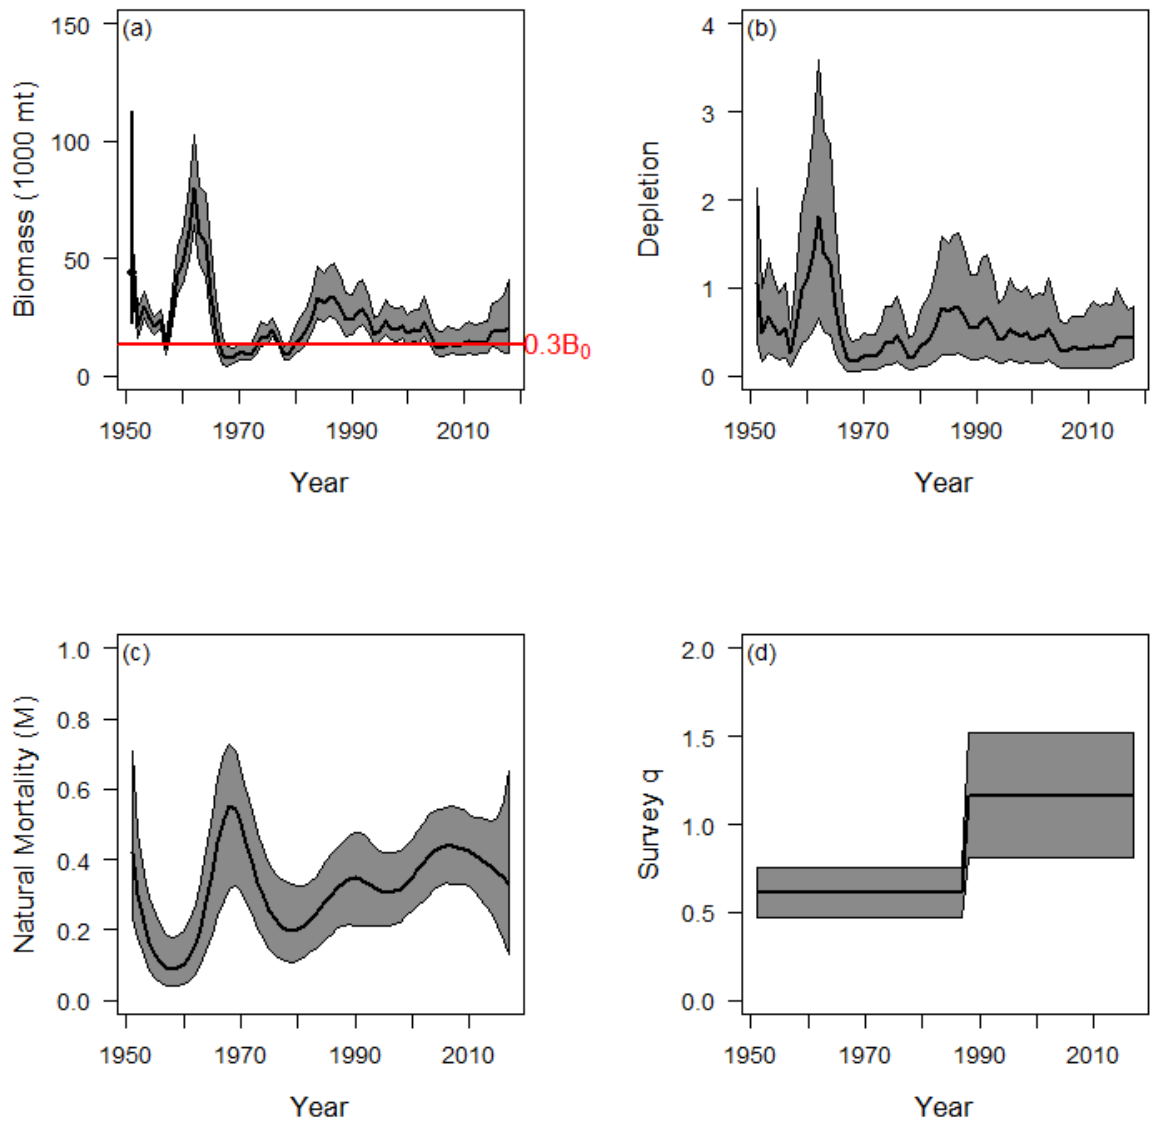 (a)
Biomass (1000 mt)
150
100
50
0
0.3B₀
1950 1970 1990 2010
Year
(b)
Depletion
4
3
2
1
0
1950 1970 1990 2010
Year
(c)
Natural Mortality (M)
1.0
0.8
0.6
0.4
0.2
0.0
1950 1970 1990 2010
Year
(d)
Survey q
2.0
1.5
1.0
0.5
0.0
1950 1970 1990 2010
Year